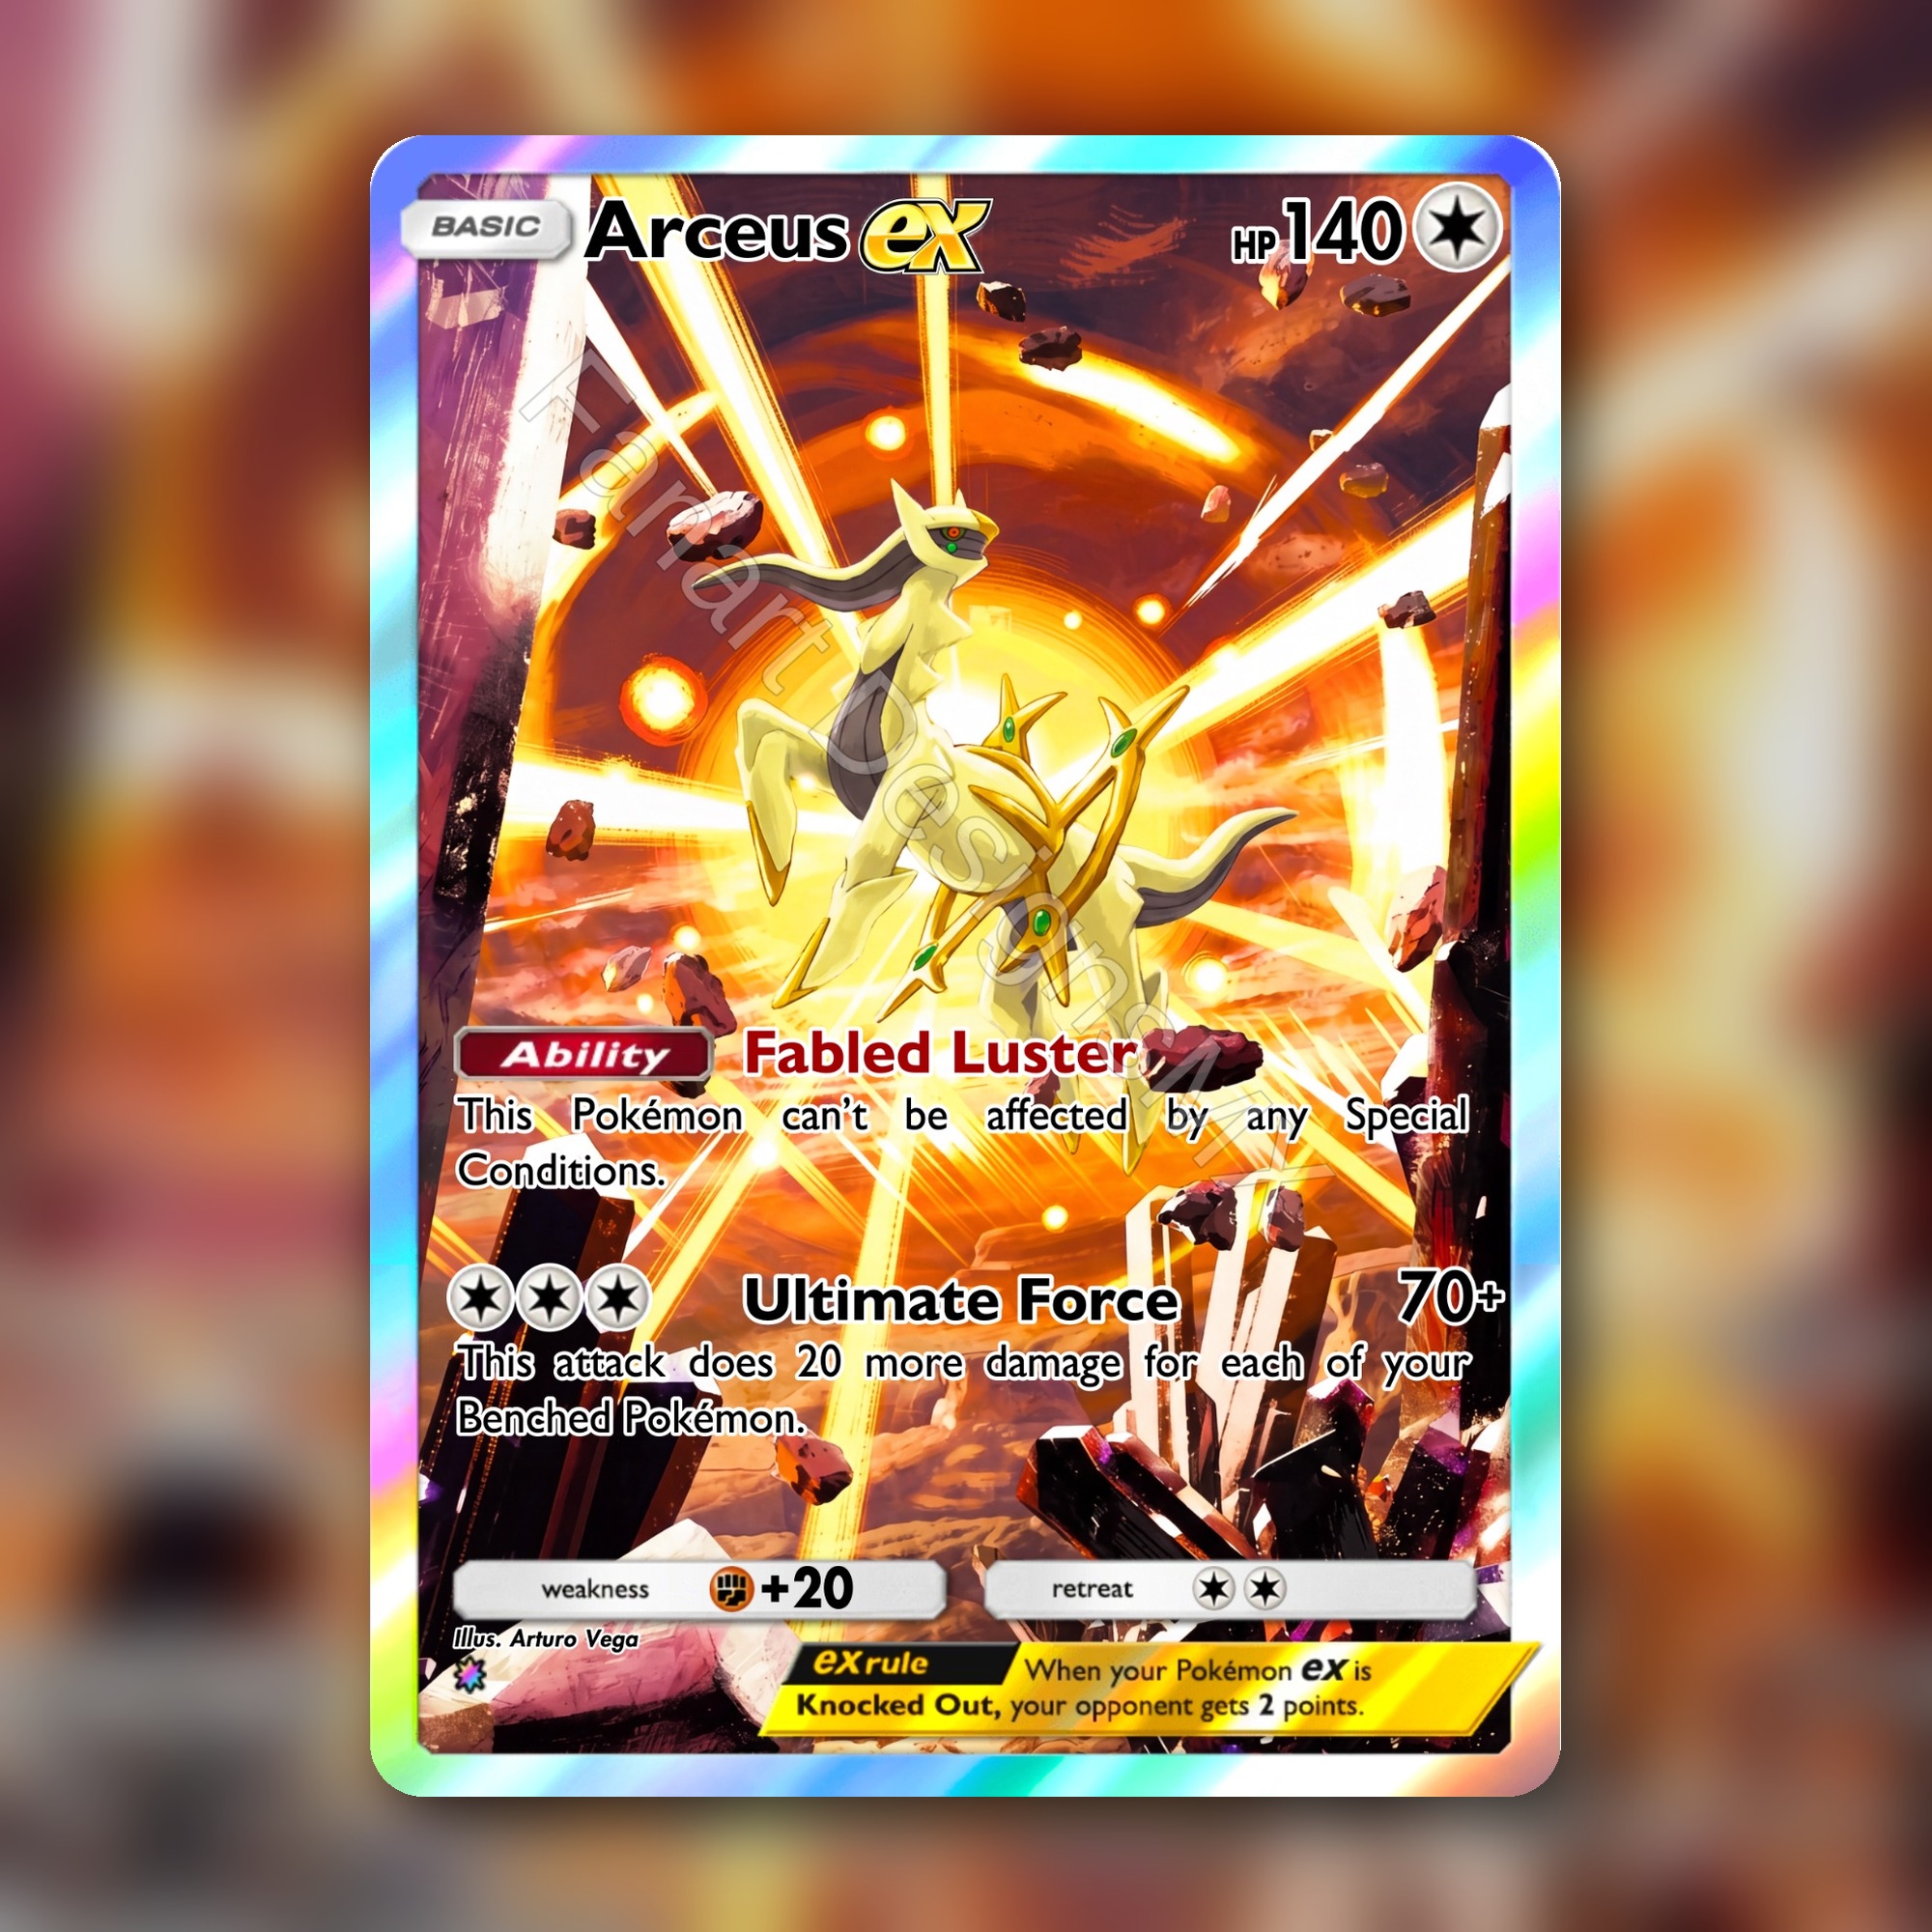 BASIC
Arceus ex
HP 140
Fanart DesignsMX
Ability
Fabled Luster
This Pokémon can't be affected by any Special
Conditions.
Ultimate Force
70+
This attack does 20 more damage for each of your
Benched Pokémon.
weakness +20
retreat
Illus. Arturo Vega
ex rule
When your Pokémon ex is
Knocked Out, your opponent gets 2 points.